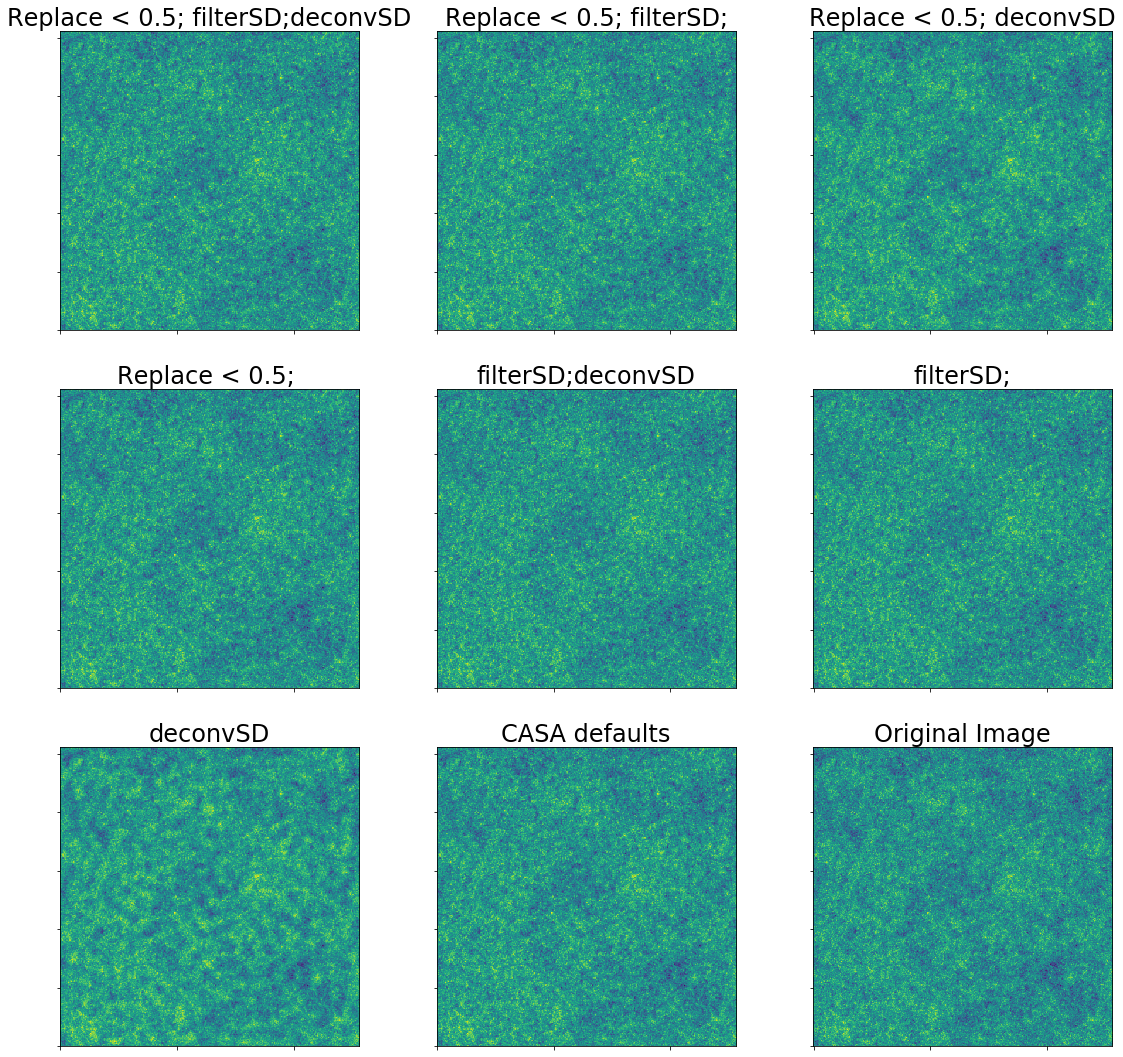 Replace < 0.5; filterSD;deconvSD
Replace < 0.5; filterSD;
Replace < 0.5; deconvSD
Replace < 0.5;
filterSD;deconvSD
filterSD;
deconvSD
CASA defaults
Original Image